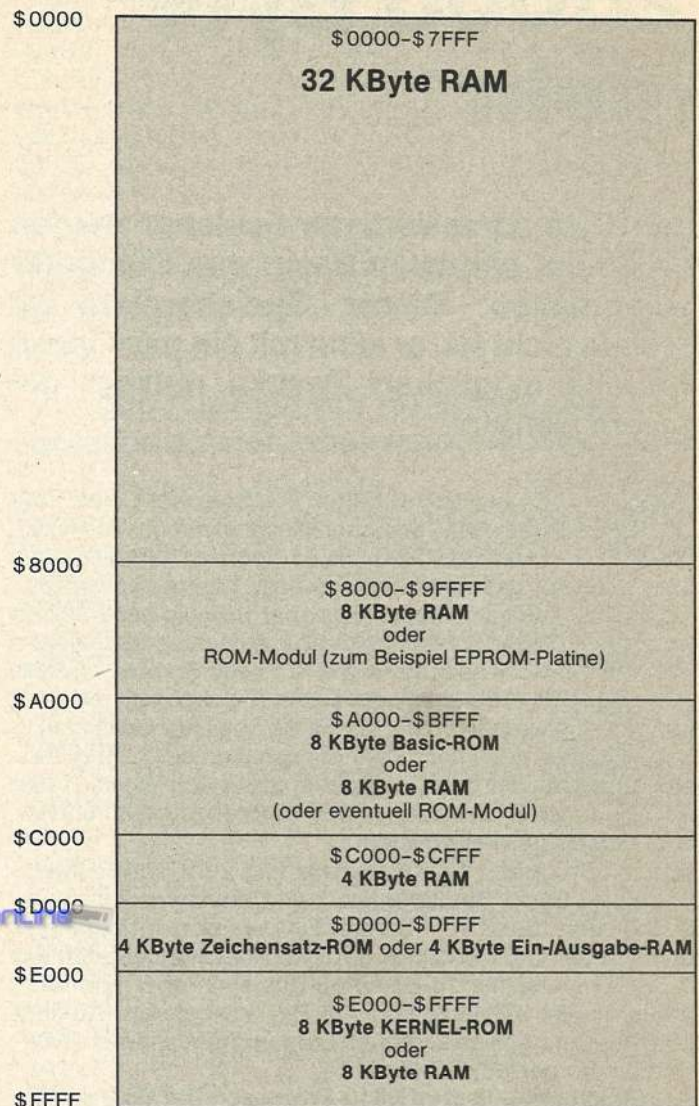 $0000
$0000-$7FFF
32 KByte RAM
$8000
$8000-$9FFFF
8 KByte RAM
oder
ROM-Modul (zum Beispiel EPROM-Platine)
$A000
$A000-$BFFF
8 KByte Basic-ROM
oder
8 KByte RAM
(oder eventuell ROM-Modul)
$C000
$C000-$CFFF
4 KByte RAM
$D000
$D000-$DFFF
4 KByte Zeichensatz-ROM oder 4 KByte Ein-/Ausgabe-RAM
$E000
$E000-$FFFF
8 KByte KERNEL-ROM
oder
8 KByte RAM
$FFFF